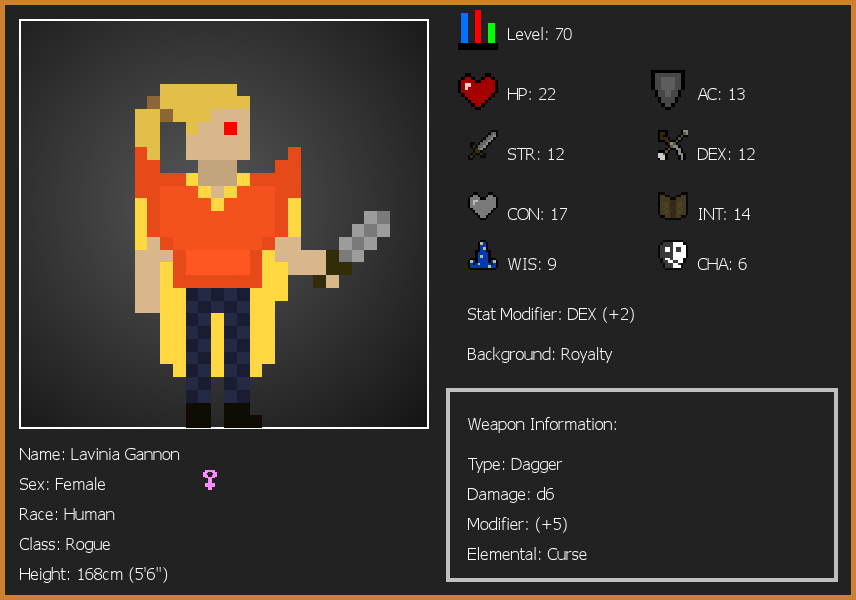 Level: 70
HP: 22
AC: 13
STR: 12
DEX: 12
CON: 17
INT: 14
WIS: 9
CHA: 6
Stat Modifier: DEX (+2)
Background: Royalty
Weapon Information:
Type: Dagger
Damage: d6
Modifier: (+5)
Elemental: Curse
Name: Lavinia Gannon
Sex: Female
Race: Human
Class: Rogue
Height: 168cm (5'6")